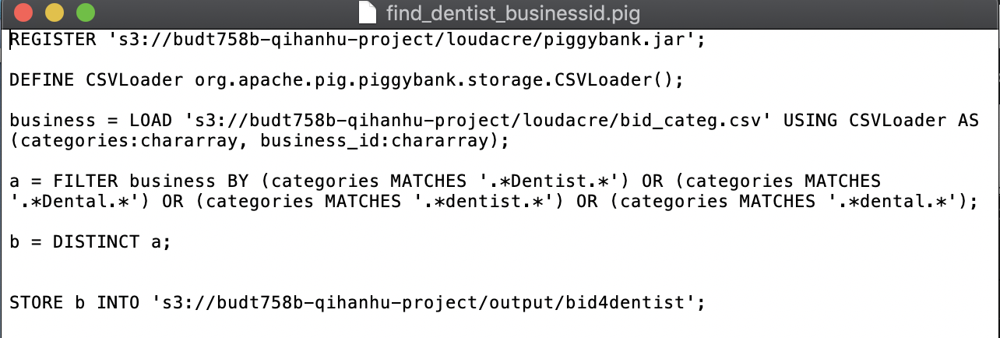 find_dentist_businessid.pig
REGISTER 's3://budt758b-qihanhu-project/loudacre/piggybank.jar';
DEFINE CSVLoader org.apache.pig.piggybank.storage.CSVLoader();
business = LOAD 's3://budt758b-qihanhu-project/loudacre/bid_categ.csv' USING CSVLoader AS
(categories:chararray, business_id:chararray);
a = FILTER business BY (categories MATCHES '.*Dentist.*') OR (categories MATCHES
'.*Dental.*') OR (categories MATCHES '.*dentist.*') OR (categories MATCHES '.*dental.*');
b = DISTINCT a;
STORE b INTO 's3://budt758b-qihanhu-project/output/bid4dentist';